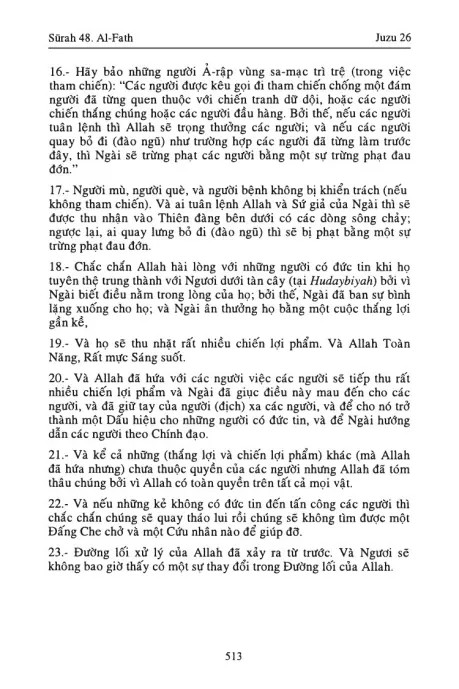 Sūrah 48. Al-Fath
Juzu 26
16.- Hãy bảo những người Ả-rập vùng sa-mạc trì trệ (trong việc
tham chiến): “Các người được kêu gọi đi tham chiến chống một đám
người đã từng quen thuộc với chiến tranh dữ dội, hoặc các người
chiến thắng chúng hoặc các người đầu hàng. Bởi thế, nếu các người
tuân lệnh thì Allah sẽ trọng thưởng các người; và nếu các người
quay bỏ đi (đào ngũ) như trường hợp các người đã từng làm trước
đây, thì Ngài sẽ trừng phạt các người bằng một sự trừng phạt đau
đớn.”
17.- Người mù, người què, và người bệnh không bị khiển trách (nếu
không tham chiến). Và ai tuân lệnh Allah và Sứ giả của Ngài thì sẽ
được thu nhận vào Thiên đàng bên dưới có các dòng sông chảy;
ngược lại, ai quay lưng bỏ đi (đào ngũ) thì sẽ bị phạt bằng một sự
trừng phạt đau đớn.
18.- Chắc chắn Allah hài lòng với những người có đức tin khi họ
tuyên thệ trung thành với Ngươi dưới tàn cây (tại Hudaybiyah) bởi vì
Ngài biết điều nằm trong lòng của họ; bởi thế, Ngài đã ban sự bình
lặng xuống cho họ; và Ngài ân thưởng họ bằng một cuộc thắng lợi
gần kề,
19.- Và họ sẽ thu nhặt rất nhiều chiến lợi phẩm. Và Allah Toàn
Năng, Rất mực Sáng suốt.
20.- Và Allah đã hứa với các người việc các người sẽ tiếp thu rất
nhiều chiến lợi phẩm và Ngài đã giục điều này mau đến cho các
người, và đã giữ tay của người (địch) xa các người, và để cho nó trở
thành một Dấu hiệu cho những người có đức tin, và để Ngài hướng
dẫn các người theo Chính đạo.
21.- Và kể cả những (thắng lợi và chiến lợi phẩm) khác (mà Allah
đã hứa nhưng) chưa thuộc quyền của các người nhưng Allah đã tóm
thâu chúng bởi vì Allah có toàn quyền trên tất cả mọi vật.
22.- Và nếu những kẻ không có đức tin đến tấn công các người thì
chắc chắn chúng sẽ quay tháo lui rồi chúng sẽ không tìm được một
Đấng Che chở và một Cứu nhân nào để giúp đỡ.
23.- Đường lối xử lý của Allah đã xảy ra từ trước. Và Ngươi sẽ
không bao giờ thấy có một sự thay đổi trong Đường lối của Allah.
513